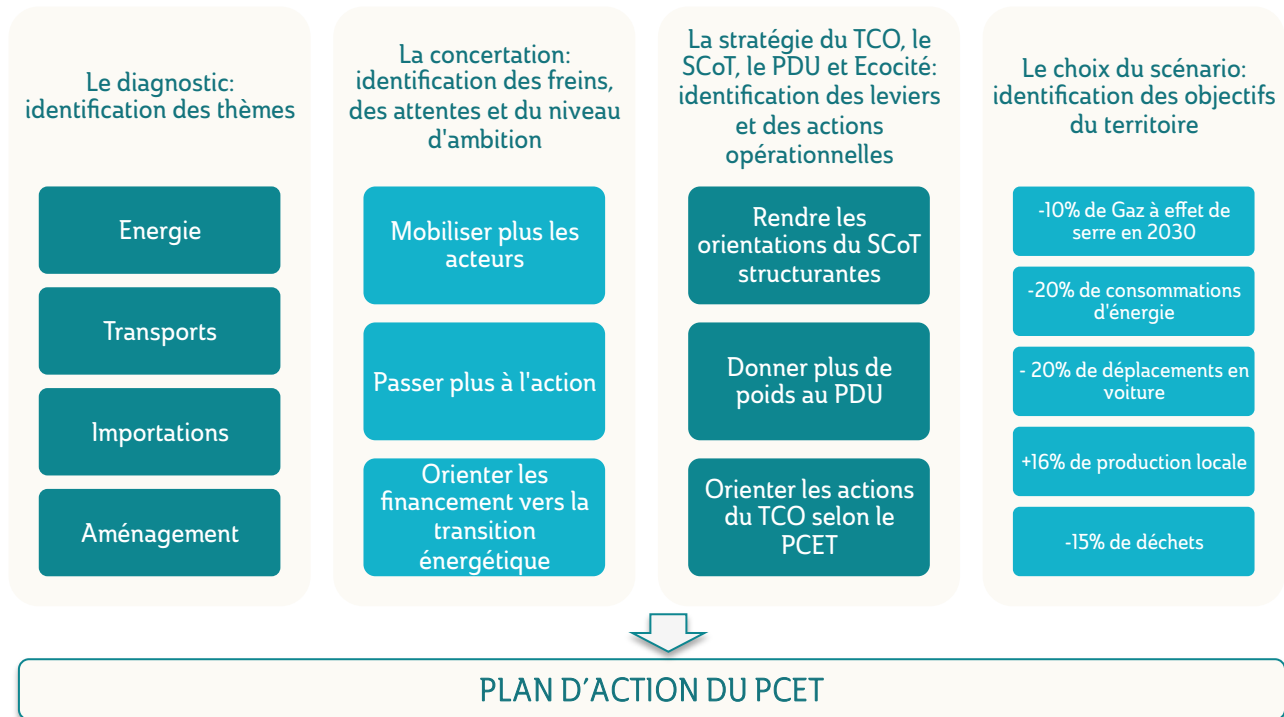 Le diagnostic:
identification des thèmes
Energie
Transports
Importations
Aménagement
La concertation:
identification des freins,
des attentes et du niveau
d'ambition
Mobiliser plus les
acteurs
Passer plus à l'action
Orienter les
financement vers la
transition
énergétique
La stratégie du TCO, le
SCoT, le PDU et Ecocité:
identification des leviers
et des actions
opérationnelles
Rendre les
orientations du SCoT
structurantes
Donner plus de
poids au PDU
Orienter les actions
du TCO selon le
PCET
Le choix du scénario:
identification des objectifs
du territoire
-10% de Gaz à effet de
serre en 2030
-20% de consommations
d'énergie
- 20% de déplacements en
voiture
+16% de production locale
-15% de déchets
PLAN D'ACTION DU PCET